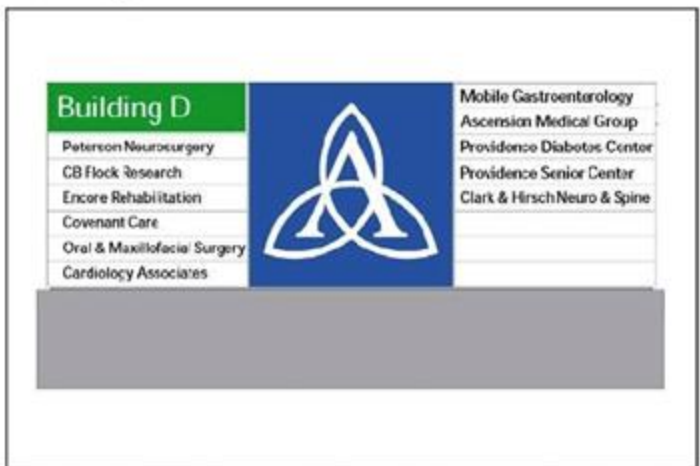 Building D
Peterson Neurosurgery
CB Flock Research
Encore Rehabilitation
Covenant Care
Oral & Maxillofacial Surgery
Cardiology Associates
A
Mobile Gastroenterology
Ascension Medical Group
Providence Diabetes Center
Providence Senior Center
Clark & Hirsch Neuro & Spine